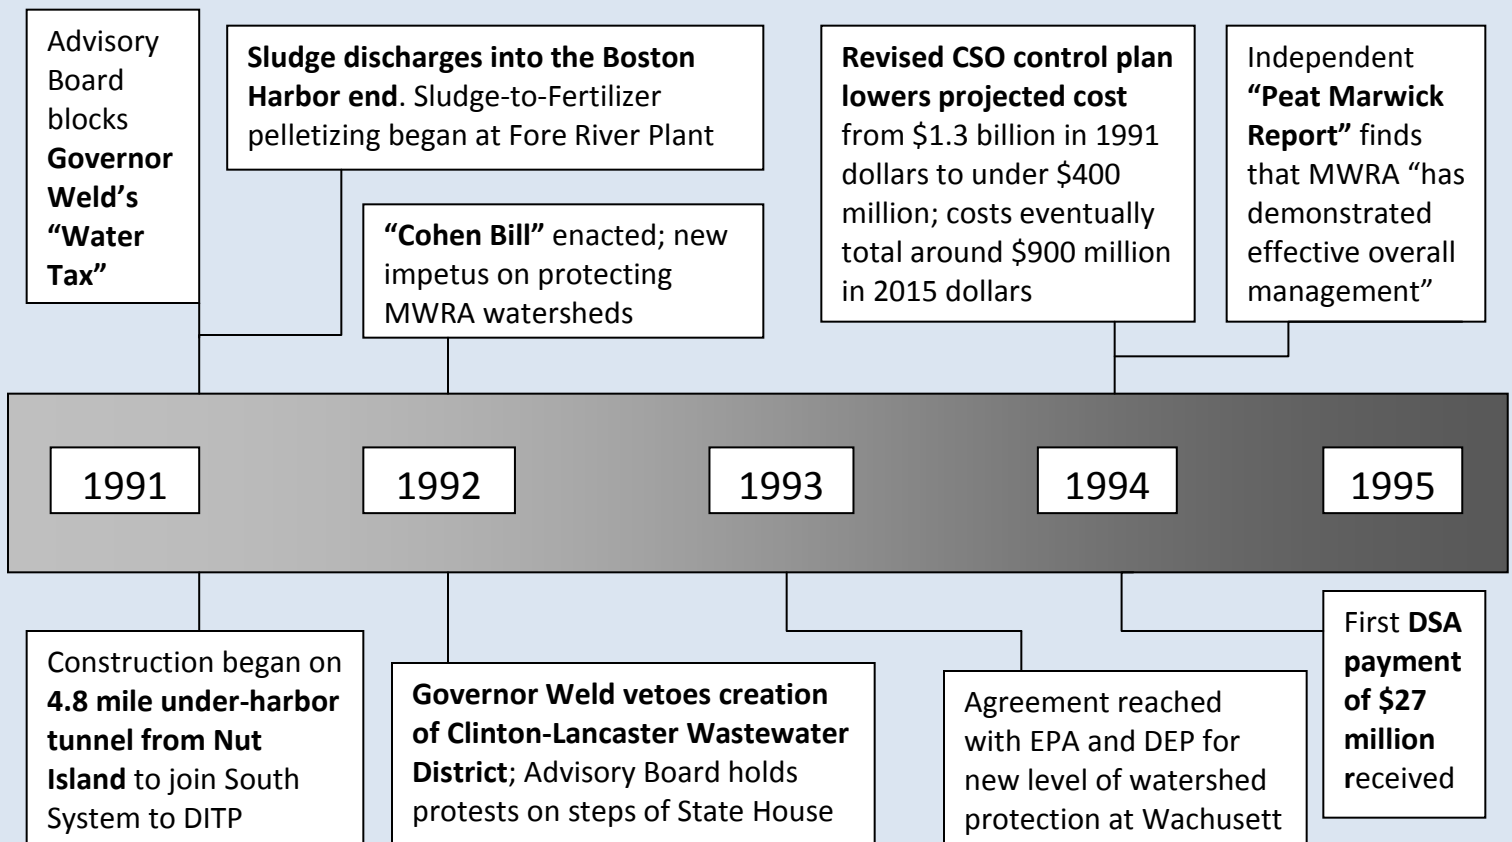 Advisory
Board
blocks
Governor
Weld’s
“Water
Tax”
Sludge discharges into the Boston
Harbor end. Sludge-to-Fertilizer
pelletizing began at Fore River Plant
“Cohen Bill” enacted; new
impetus on protecting
MWRA watersheds
Revised CSO control plan
lowers projected cost
from $1.3 billion in 1991
dollars to under $400
million; costs eventually
total around $900 million
in 2015 dollars
Independent
“Peat Marwick
Report” finds
that MWRA “has
demonstrated
effective overall
management”
1991
1992
1993
1994
1995
Construction began on
4.8 mile under-harbor
tunnel from Nut
Island to join South
System to DITP
Governor Weld vetoes creation
of Clinton-Lancaster Wastewater
District; Advisory Board holds
protests on steps of State House
Agreement reached
with EPA and DEP for
new level of watershed
protection at Wachusett
First DSA
payment
of $27
million
received